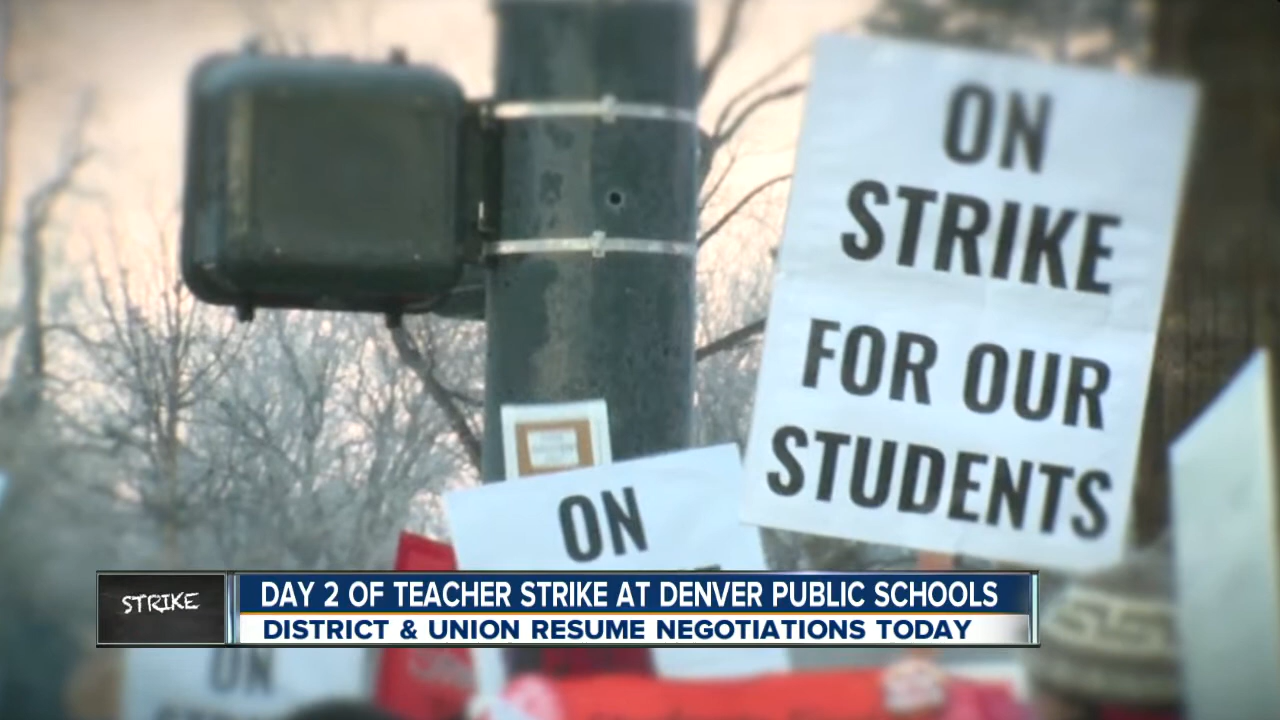 ON
STRIKE
FOR OUR
STUDENTS
ON
ON
STRIKE
DAY 2 OF TEACHER STRIKE AT DENVER PUBLIC SCHOOLS
DISTRICT & UNION RESUME NEGOTIATIONS TODAY